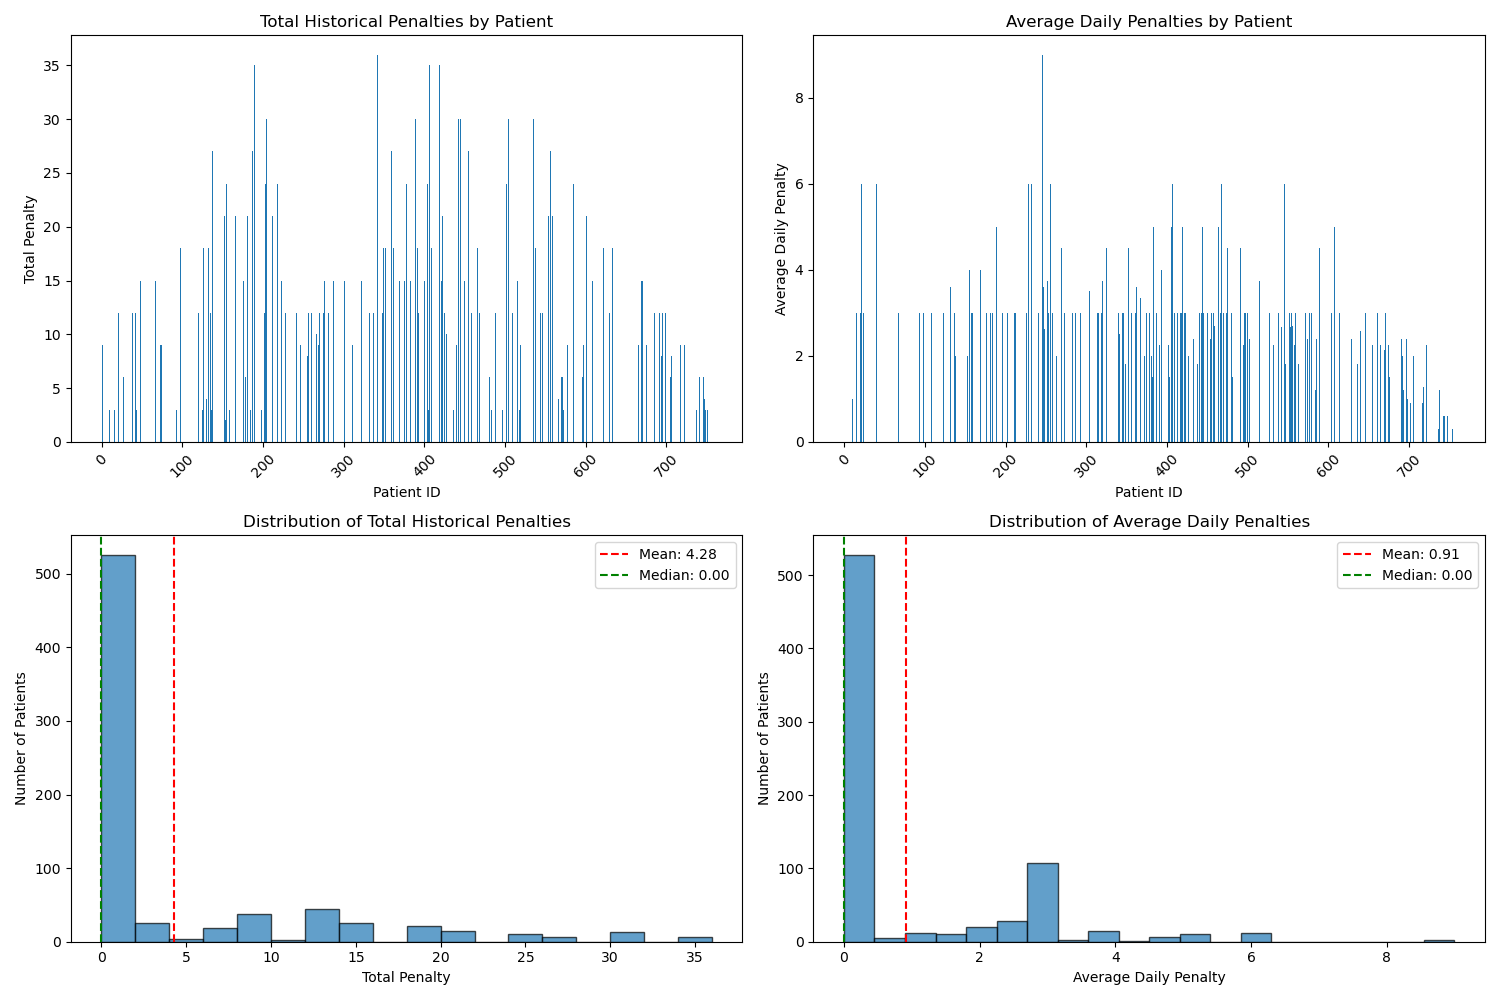 Total Historical Penalties by Patient
Total Penalty
35
30
25
20
15
10
5
0
0 100 200 300 400 500 600 700
Patient ID
Average Daily Penalties by Patient
Average Daily Penalty
8
6
4
2
0
0 100 200 300 400 500 600 700
Patient ID
Distribution of Total Historical Penalties
Number of Patients
500
400
300
200
100
0
0 5 10 15 20 25 30 35
Total Penalty
Mean: 4.28
Median: 0.00
Distribution of Average Daily Penalties
Number of Patients
500
400
300
200
100
0
0 2 4 6 8
Average Daily Penalty
Mean: 0.91
Median: 0.00